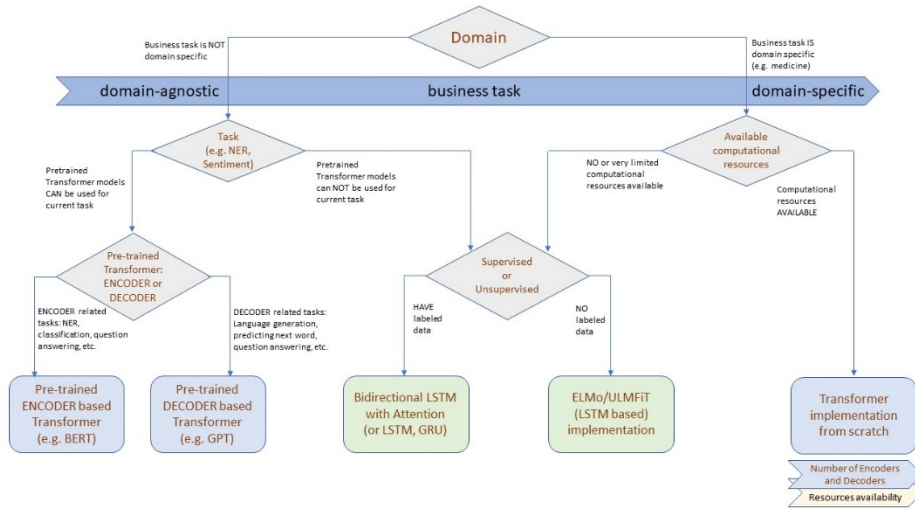 Domain
Business task is NOT
domain specific
Business task IS
domain specific
(e.g. medicine)
domain-agnostic
business task
domain-specific
Task
(e.g. NER,
Sentiment)
Available
computational
resources
Pretrained
Transformer models
CAN be used for
current task
Pretrained
Transformer models
can NOT be used for
current task
NO or very limited
computational
resources available
Computational
resources
AVAILABLE
Pre-trained
Transformer:
ENCODER or
DECODER
Supervised
or
Unsupervised
ENCODER related
tasks: NER,
classification, question
answering, etc.
DECODER related tasks:
Language generation,
predicting next word,
question answering, etc.
HAVE
labeled
data
NO
labeled
data
Pre-trained
ENCODER based
Transformer
(e.g. BERT)
Pre-trained
DECODER based
Transformer
(e.g. GPT)
Bidirectional LSTM
with Attention
(or LSTM, GRU)
ELMo/ULMFiT
(LSTM based)
implementation
Transformer
implementation
from scratch
Number of Encoders
and Decoders
Resources availability